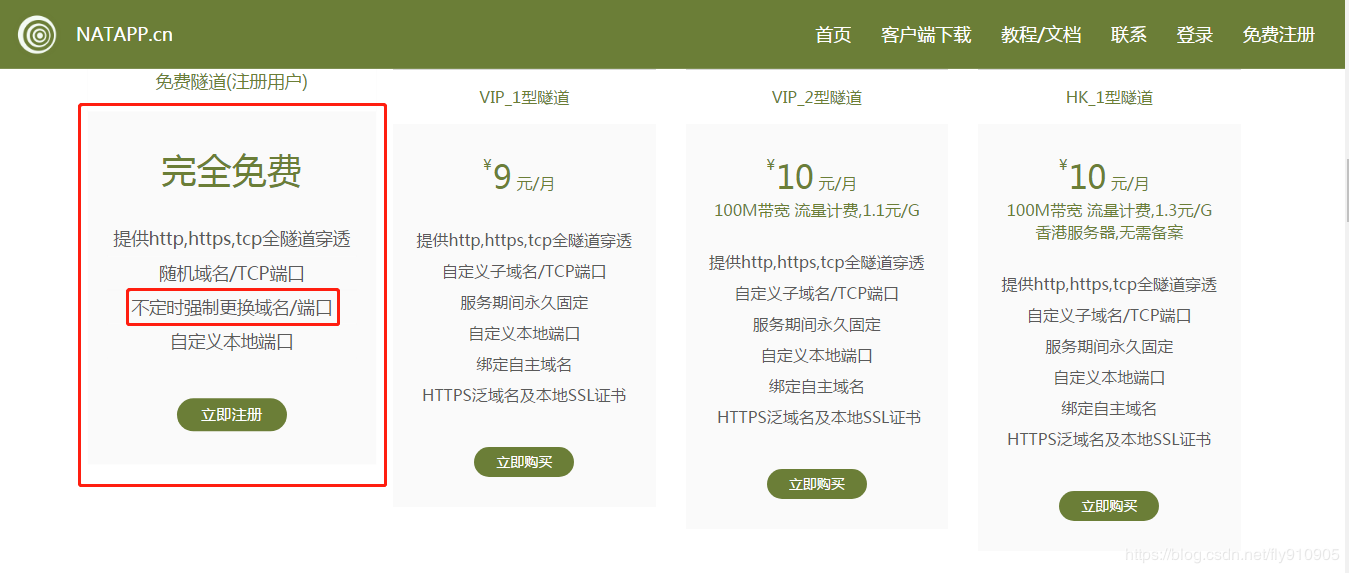 NATAPP.cn
首页 客户端下载 教程/文档 联系 登录 免费注册
免费隧道(注册用户)
完全免费
提供http,https,tcp全隧道穿透
随机域名/TCP端口
不定时强制更换域名/端口
自定义本地端口
立即注册
VIP_1型隧道
¥9 元/月
提供http,https,tcp全隧道穿透
自定义子域名/TCP端口
服务期间永久固定
自定义本地端口
绑定自主域名
HTTPS泛域名及本地SSL证书
立即购买
VIP_2型隧道
¥10 元/月
100M带宽 流量计费,1.1元/G
提供http,https,tcp全隧道穿透
自定义子域名/TCP端口
服务期间永久固定
自定义本地端口
绑定自主域名
HTTPS泛域名及本地SSL证书
立即购买
HK_1型隧道
¥10 元/月
100M带宽 流量计费,1.3元/G
香港服务器,无需备案
提供http,https,tcp全隧道穿透
自定义子域名/TCP端口
服务期间永久固定
自定义本地端口
绑定自主域名
HTTPS泛域名及本地SSL证书
立即购买
https://blog.csdn.net/fly910905